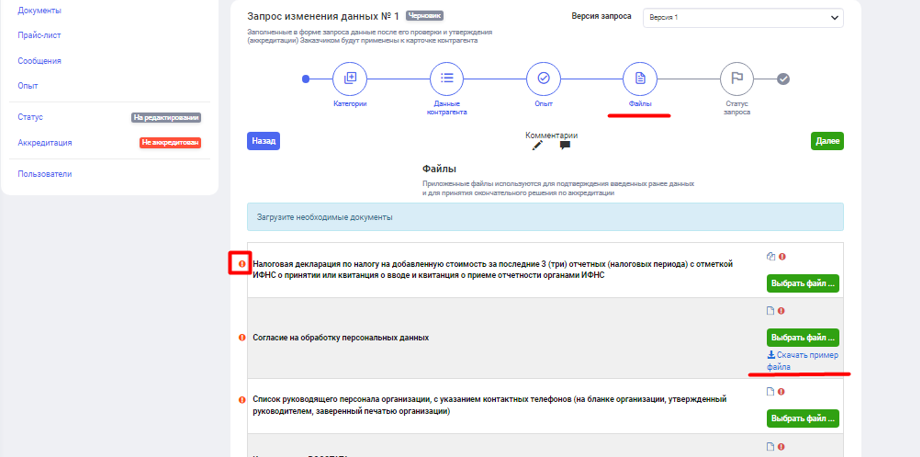 Документы
Прайс-лист
Сообщения
Опыт
Статус
На редактировании
Аккредитация
Не аккредитован
Пользователи
Запрос изменения данных № 1 Черновик
Версия запроса
Версия 1
Заполненные в форме запроса данные после его проверки и утверждения
(аккредитации) Заказчиком будут применены к карточке контрагента
Категории
Данные
контрагента
Опыт
Файлы
Статус
запроса
Назад
Комментарии
Далее
Файлы
Приложенные файлы используются для подтверждения введенных ранее данных
и для принятия окончательного решения по аккредитации
Загрузите необходимые документы
Налоговая декларация по налогу на добавленную стоимость за последние 3 (три) отчетных (налоговых периода) с отметкой
ИФНС о принятии или квитанция о вводе и квитанция о приеме отчетности органами ИФНС
Выбрать файл ...
Согласие на обработку персональных данных
Выбрать файл ...
Скачать пример
файла
Список руководящего персонала организации, с указанием контактных телефонов (на бланке организации, утвержденный
руководителем, заверенный печатью организации)
Выбрать файл ...